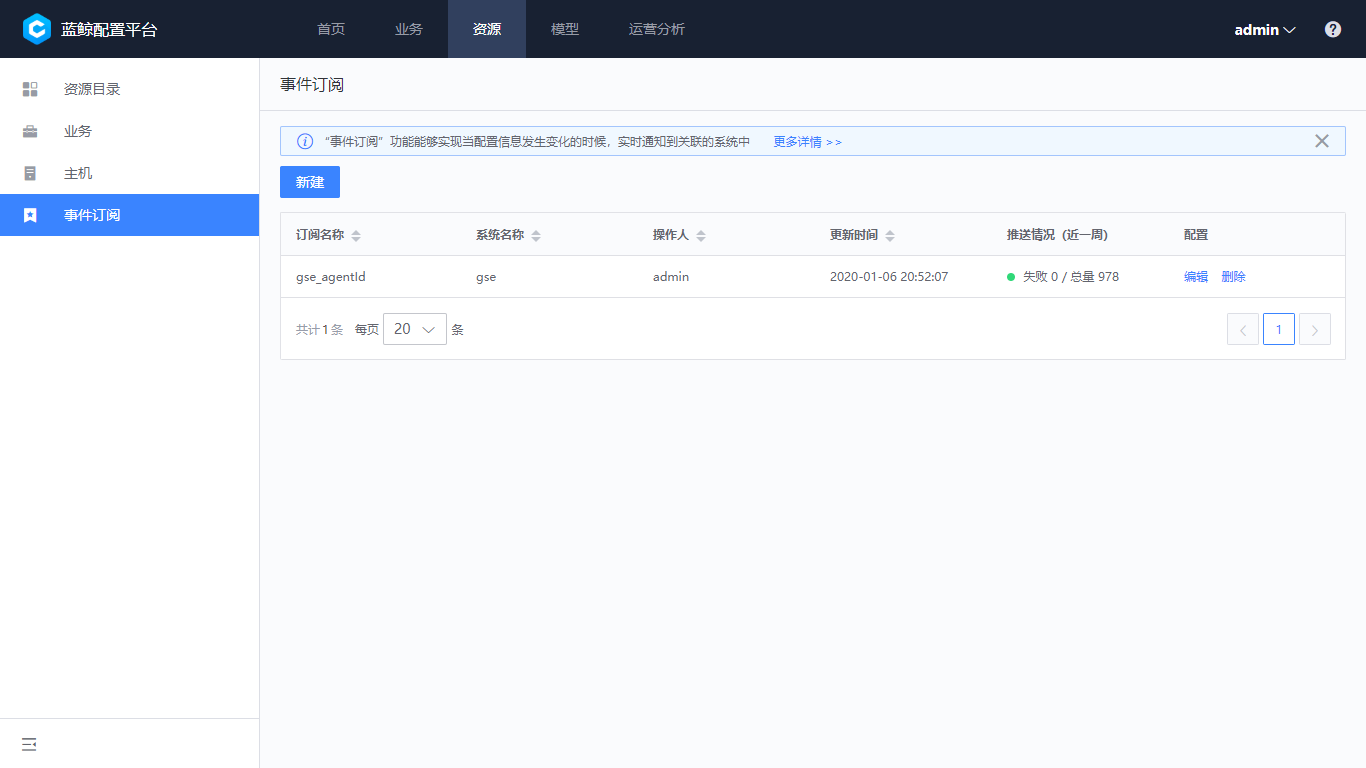 蓝鲸配置平台
首页 业务 资源 模型 运营分析
admin
资源目录
业务
主机
事件订阅
事件订阅
“事件订阅”功能能够实现当配置信息发生变化的时候，实时通知到关联的系统中 更多详情 >>
新建
订阅名称 系统名称 操作人 更新时间 推送情况（近一周） 配置
gse_agentId gse admin 2020-01-06 20:52:07 失败 0 / 总量 978 编辑 删除
共计1条 每页 20 条 1